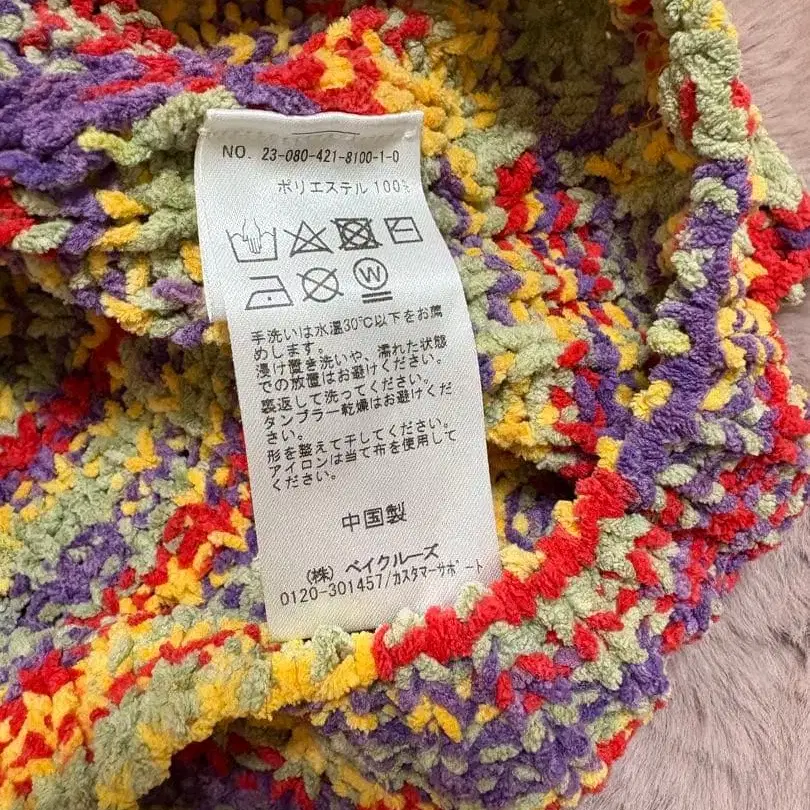 NO. 23-080-421-8100-1-0
ポリエステル 100%
W
手洗いは水温30℃以下をお薦
めします。
浸け置き洗いや、濡れた状態
での放置はお避けください。
裏返して洗ってください。
タンブラー乾燥はお避けくだ
さい。
形を整えて干してください。
アイロンは当て布を使用して
ください。
中国製
(株) ベイクルーズ
0120-301457/カスタマーサポート